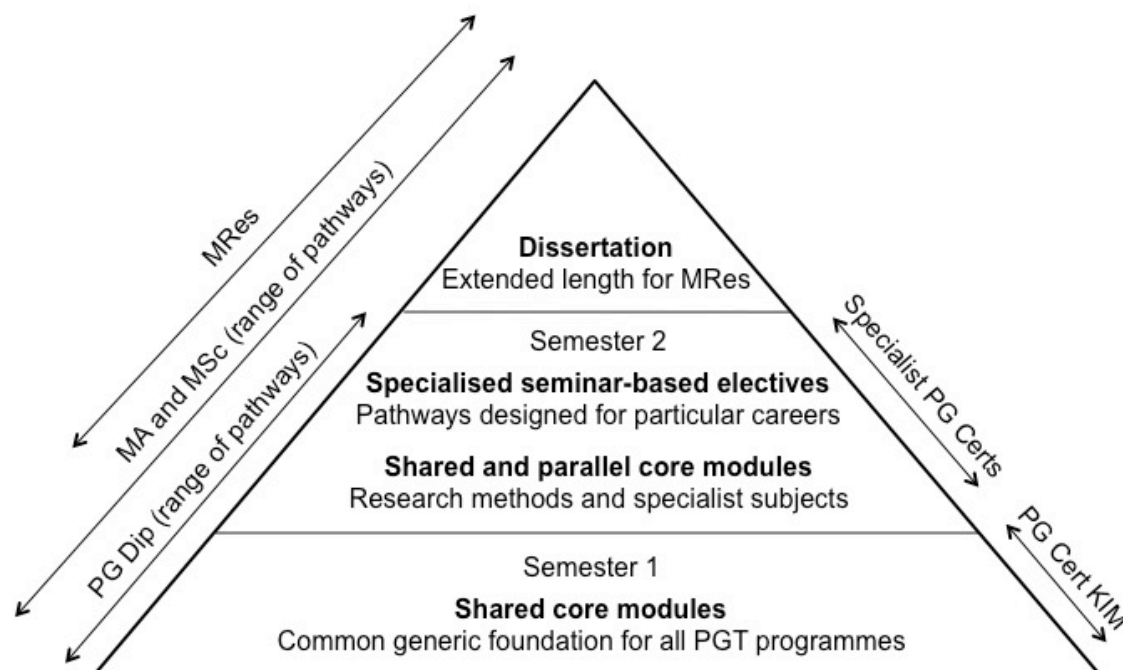 MRes
MA and MSc (range of pathways)
PG Dip (range of pathways)
Dissertation
Extended length for MRes
Semester 2
Specialised seminar-based electives
Pathways designed for particular careers
Shared and parallel core modules
Research methods and specialist subjects
Semester 1
Shared core modules
Common generic foundation for all PGT programmes
Specialist PG Certs
PG Cert KIM